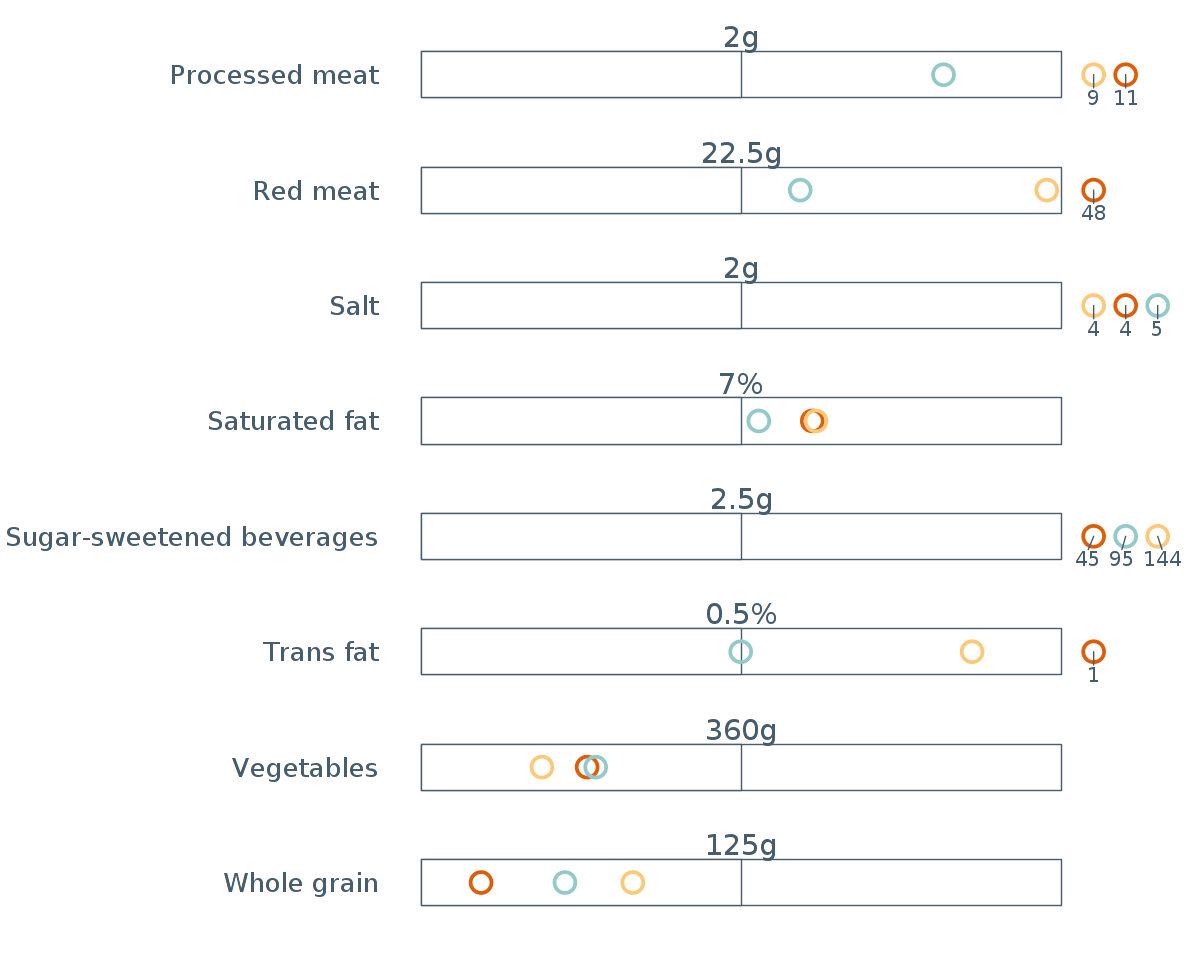 2g
Processed meat
9 11
22.5g
Red meat
48
2g
Salt
4 4 5
7%
Saturated fat
2.5g
Sugar-sweetened beverages
45 95 144
0.5%
Trans fat
1
360g
Vegetables
125g
Whole grain